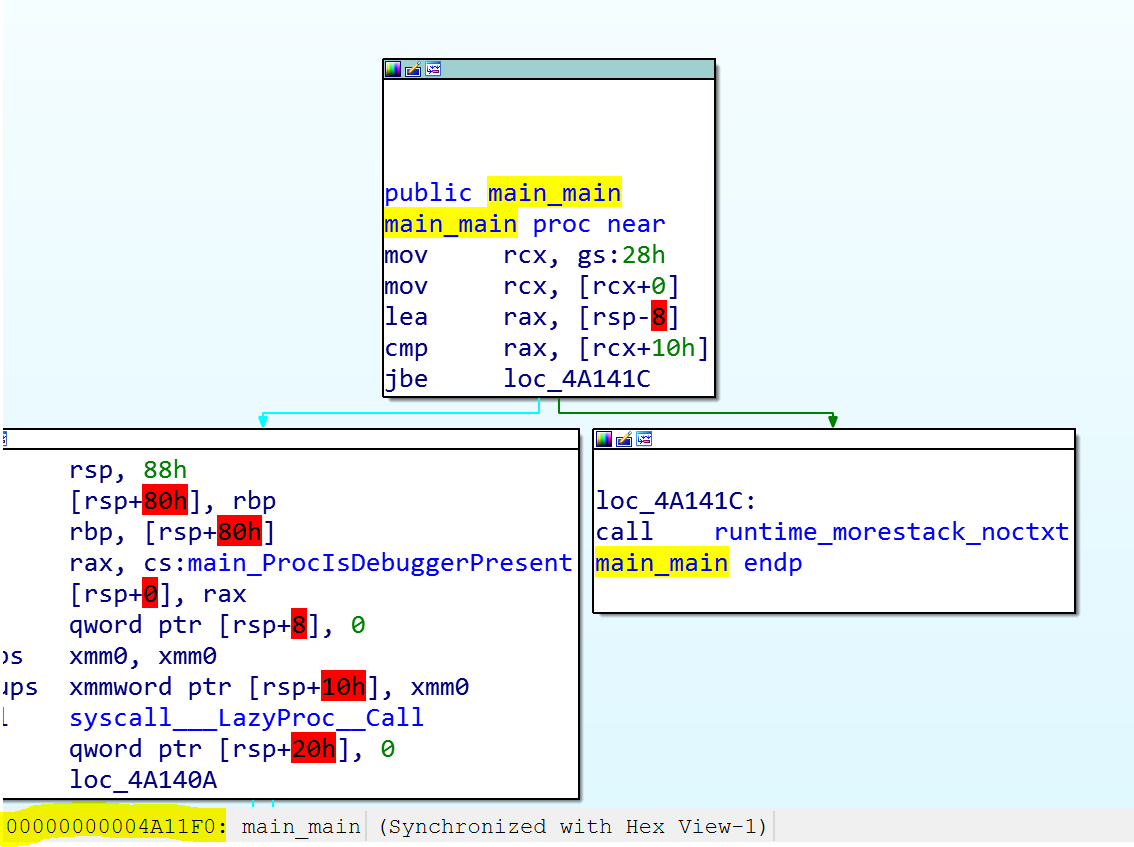 public main_main
main_main proc near
mov rcx, gs:28h
mov rcx, [rcx+0]
lea rax, [rsp-8]
cmp rax, [rcx+10h]
jbe loc_4A141C
rsp, 88h
[rsp+80h], rbp
rbp, [rsp+80h]
rax, cs:main_ProcIsDebuggerPresent
[rsp+0], rax
qword ptr [rsp+8], 0
xmm0, xmm0
xmmword ptr [rsp+10h], xmm0
syscall___LazyProc__Call
qword ptr [rsp+20h], 0
loc_4A140A
loc_4A141C:
call runtime_morestack_noctxt
main_main endp
00000000004A11F0: main_main (Synchronized with Hex View-1)